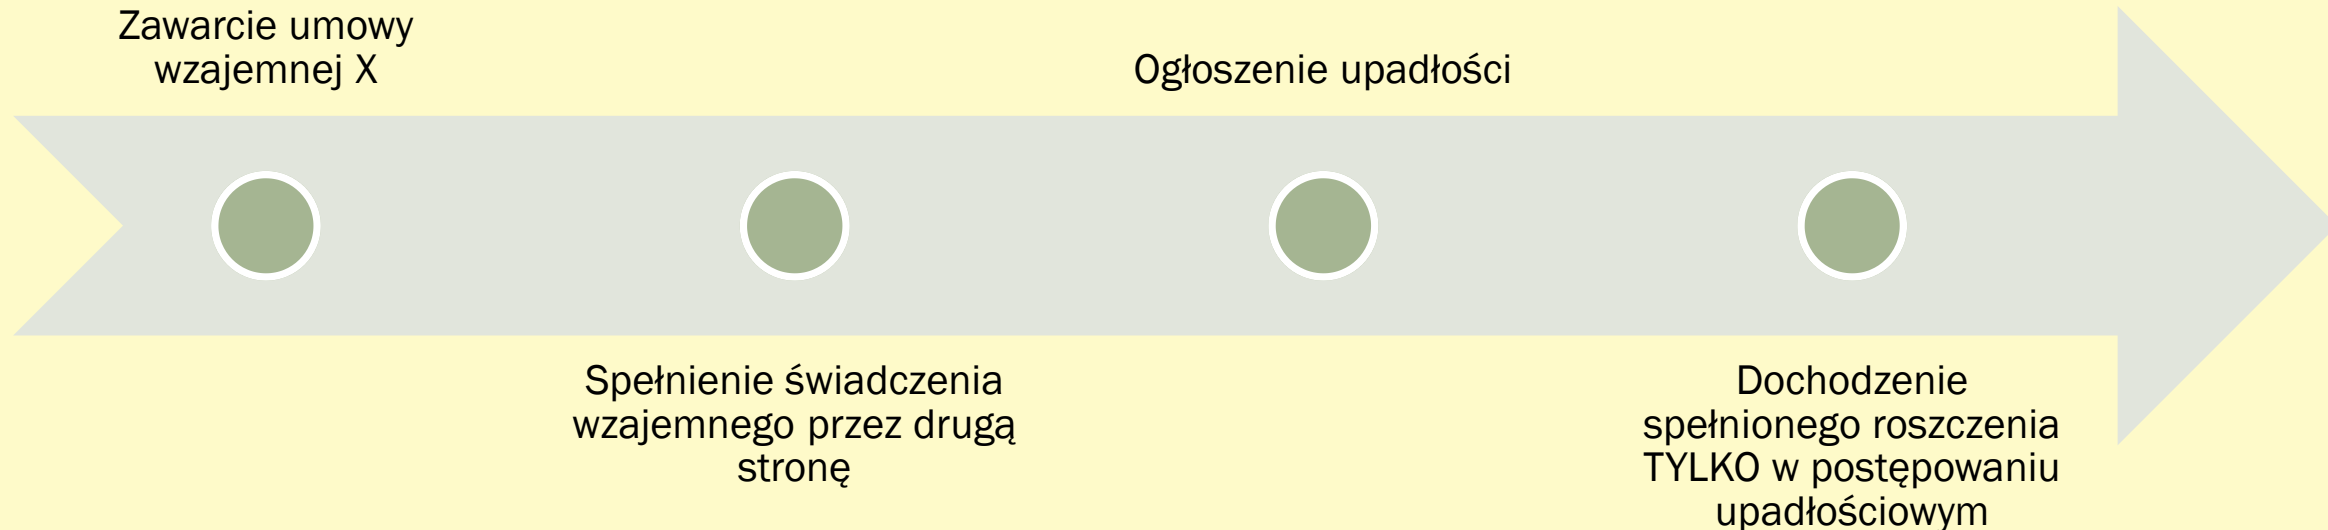 Zawarcie umowy
wzajemnej X
Spełnienie świadczenia
wzajemnego przez drugą
stronę
Ogłoszenie upadłości
Dochodzenie
spełnionego roszczenia
TYLKO w postępowaniu
upadłościowym